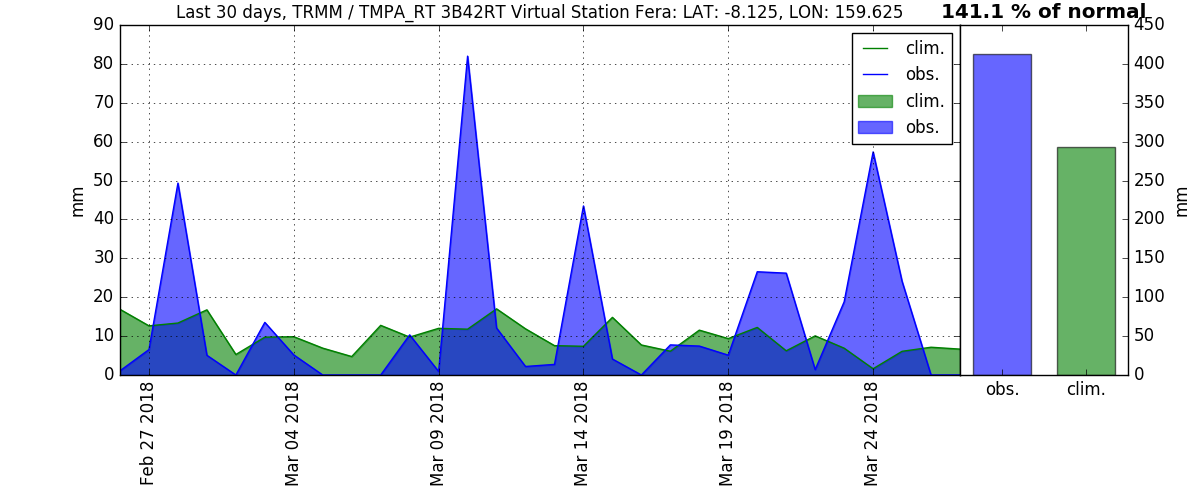 Last 30 days, TRMM / TMPA_RT 3B42RT Virtual Station Fera: LAT: -8.125, LON: 159.625
141.1 % of normal
90
80
70
60
50
40
30
20
10
0
mm
clim.
obs.
clim.
obs.
450
400
350
300
250
200
150
100
50
0
mm
obs.
clim.
Feb 27 2018
Mar 04 2018
Mar 09 2018
Mar 14 2018
Mar 19 2018
Mar 24 2018